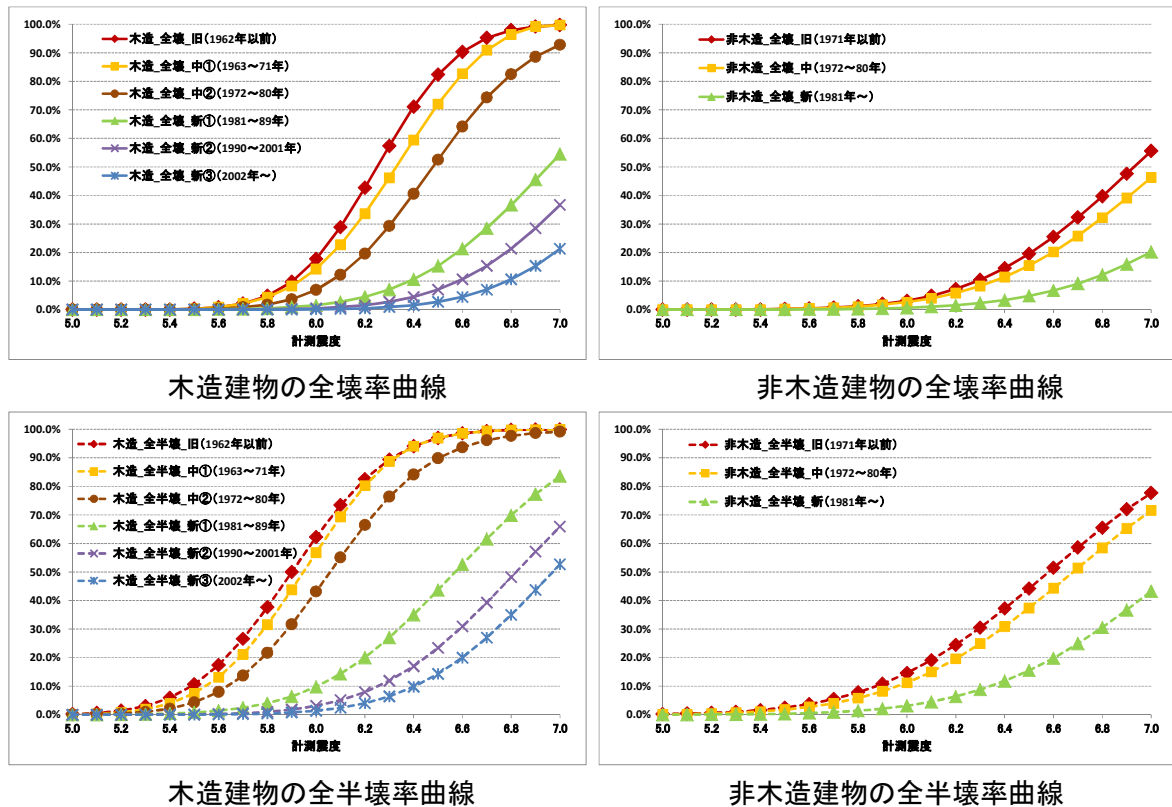 100.0%
90.0%
80.0%
70.0%
60.0%
50.0%
40.0%
30.0%
20.0%
10.0%
0.0%
木造_全壊_旧(1962年以前)
木造_全壊_中①(1963～71年)
木造_全壊_中②(1972～80年)
木造_全壊_新①(1981～89年)
木造_全壊_新②(1990～2001年)
木造_全壊_新③(2002年～)
5.0 5.2 5.4 5.6 5.8 6.0 6.2 6.4 6.6 6.8 7.0
計測震度
木造建物の全壊率曲線
100.0%
90.0%
80.0%
70.0%
60.0%
50.0%
40.0%
30.0%
20.0%
10.0%
0.0%
非木造_全壊_旧(1971年以前)
非木造_全壊_中(1972～80年)
非木造_全壊_新(1981年～)
5.0 5.2 5.4 5.6 5.8 6.0 6.2 6.4 6.6 6.8 7.0
計測震度
非木造建物の全壊率曲線
100.0%
90.0%
80.0%
70.0%
60.0%
50.0%
40.0%
30.0%
20.0%
10.0%
0.0%
木造_全半壊_旧(1962年以前)
木造_全半壊_中①(1963～71年)
木造_全半壊_中②(1972～80年)
木造_全半壊_新①(1981～89年)
木造_全半壊_新②(1990～2001年)
木造_全半壊_新③(2002年～)
5.0 5.2 5.4 5.6 5.8 6.0 6.2 6.4 6.6 6.8 7.0
計測震度
木造建物の全半壊率曲線
100.0%
90.0%
80.0%
70.0%
60.0%
50.0%
40.0%
30.0%
20.0%
10.0%
0.0%
非木造_全半壊_旧(1971年以前)
非木造_全半壊_中(1972～80年)
非木造_全半壊_新(1981年～)
5.0 5.2 5.4 5.6 5.8 6.0 6.2 6.4 6.6 6.8 7.0
計測震度
非木造建物の全半壊率曲線